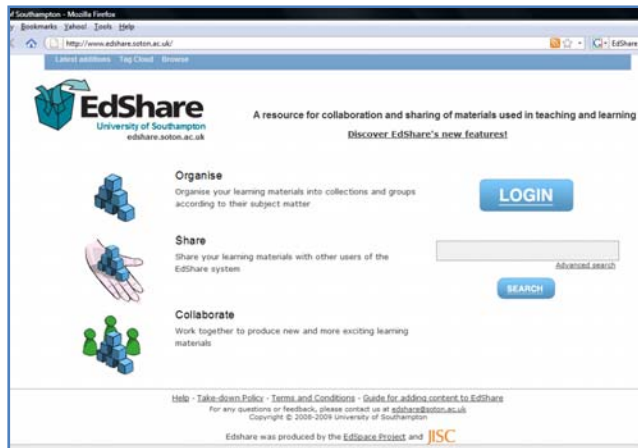 of Southampton - Mozilla Firefox
Bookmarks Yahoo! Tools Help
http://www.edshare.soton.ac.uk/
EdShare
Latest additions Tag Cloud Browse
EdShare
University of Southampton
edshare.soton.ac.uk
A resource for collaboration and sharing of materials used in teaching and learning
Discover EdShare's new features!
Organise
Organise your learning materials into collections and groups
according to their subject matter
LOGIN
Share
Share your learning materials with other users of the
EdShare system
Advanced search
SEARCH
Collaborate
Work together to produce new and more exciting learning
materials
Help - Take-down Policy - Terms and Conditions - Guide for adding content to EdShare
For any questions or feedback, please contact us at edshare@soton.ac.uk
Copyright © 2008-2009 University of Southampton
Edshare was produced by the EdSpace Project and JISC